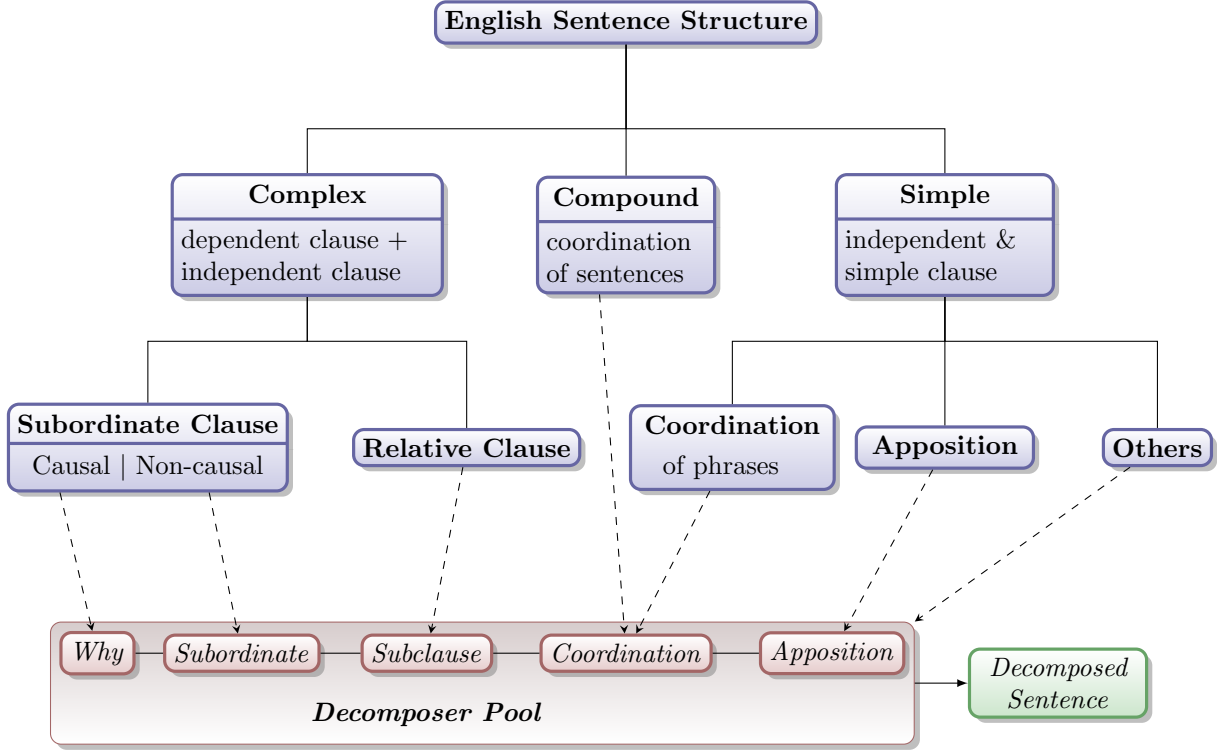 English Sentence Structure
Complex
dependent clause +
independent clause
Compound
coordination
of sentences
Simple
independent &
simple clause
Subordinate Clause
Causal | Non-causal
Relative Clause
Coordination
of phrases
Apposition
Others
Why
Subordinate
Subclause
Coordination
Apposition
Decomposer Pool
Decomposed
Sentence